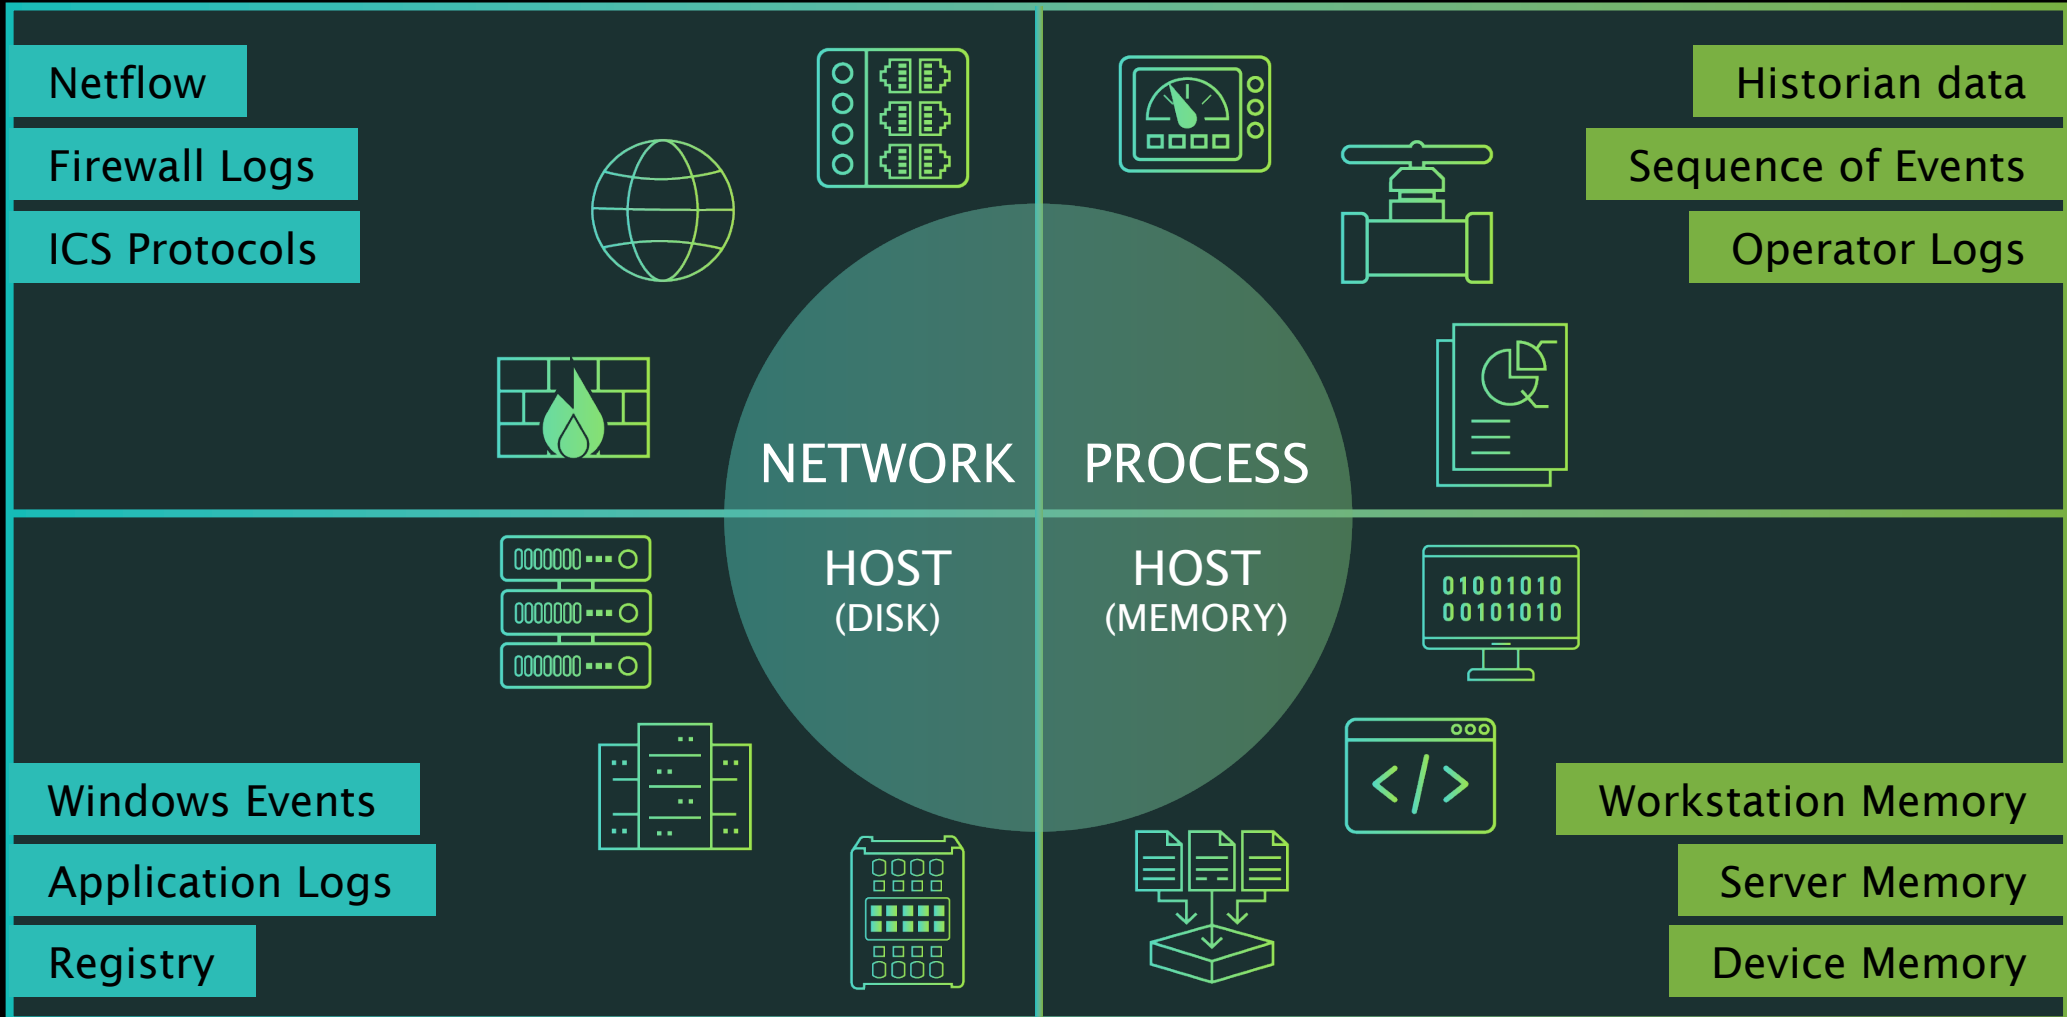 Netflow
Firewall Logs
ICS Protocols
Historian data
Sequence of Events
Operator Logs
NETWORK
PROCESS
HOST
(DISK)
HOST
(MEMORY)
01001010
00101010
Windows Events
Application Logs
Registry
Workstation Memory
Server Memory
Device Memory